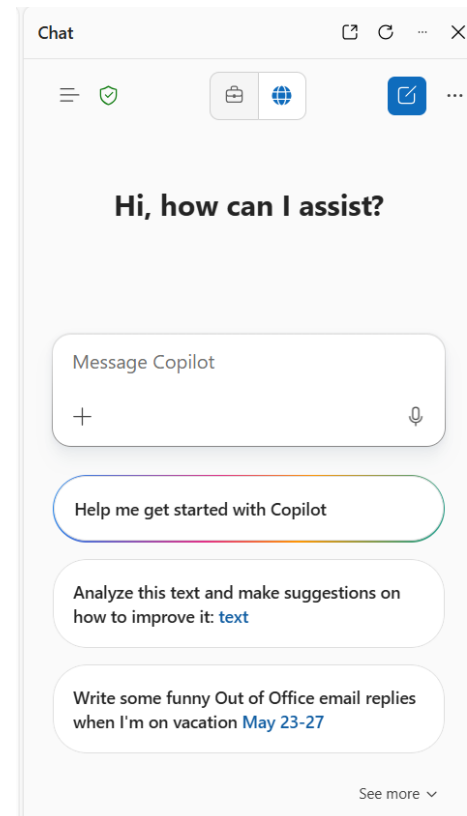 Chat
Hi, how can I assist?
Message Copilot
Help me get started with Copilot
Analyze this text and make suggestions on
how to improve it: text
Write some funny Out of Office email replies
when I'm on vacation May 23-27
See more